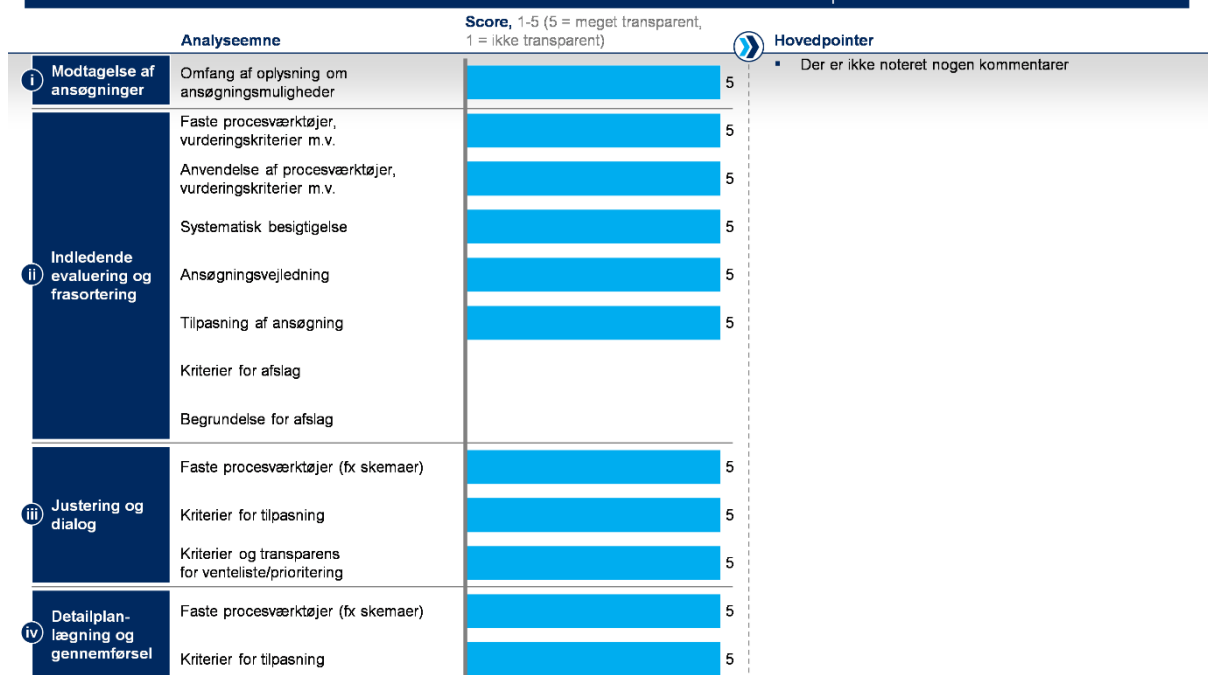 Score, 1-5 (5 = meget transparent,
Analyseemne
1 = ikke transparent)
Hovedpointer
i
Modtagelse af
ansøgninger
Omfang af oplysning om
ansøgningsmuligheder
5
▪ Der er ikke noteret nogen kommentarer
ii
Indledende
evaluering og
frasortering
Faste procesværktøjer,
vurderingskriterier m.v.
5
Anvendelse af procesværktøjer,
vurderingskriterier m.v.
5
Systematisk besigtigelse
5
Ansøgningsvejledning
5
Tilpasning af ansøgning
5
Kriterier for afslag
Begrundelse for afslag
iii
Justering og
dialog
Faste procesværktøjer (fx skemaer)
5
Kriterier for tilpasning
5
Kriterier og transparens
for venteliste/prioritering
5
iv
Detailplan-
lægning og
gennemførsel
Faste procesværktøjer (fx skemaer)
5
Kriterier for tilpasning
5